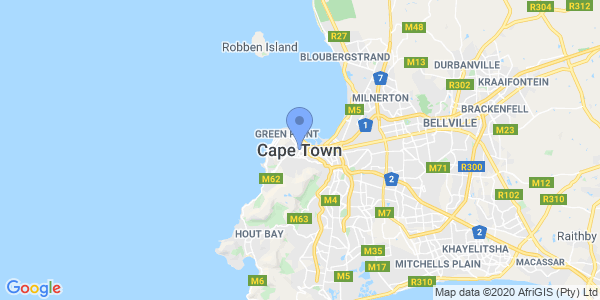 R304
R312
M48
R27
Robben Island
BLOUBERGSTRAND
M13
DURBANVILLE
7
R302
KRAAIFONTEIN
MILNERTON
M5
BRACKENFELL
1
BELLVILLE
M23
GREEN POINT
Cape Town
M71
R300
M62
2
M12
R102
R310
M4
M63
M7
HOUT BAY
2
Raithby
M35
KHAYELITSHA
M17
MITCHELLS PLAIN
MACASSAR
M6
M5
R310
Google
Map data ©2020 AfriGIS (Pty) Ltd